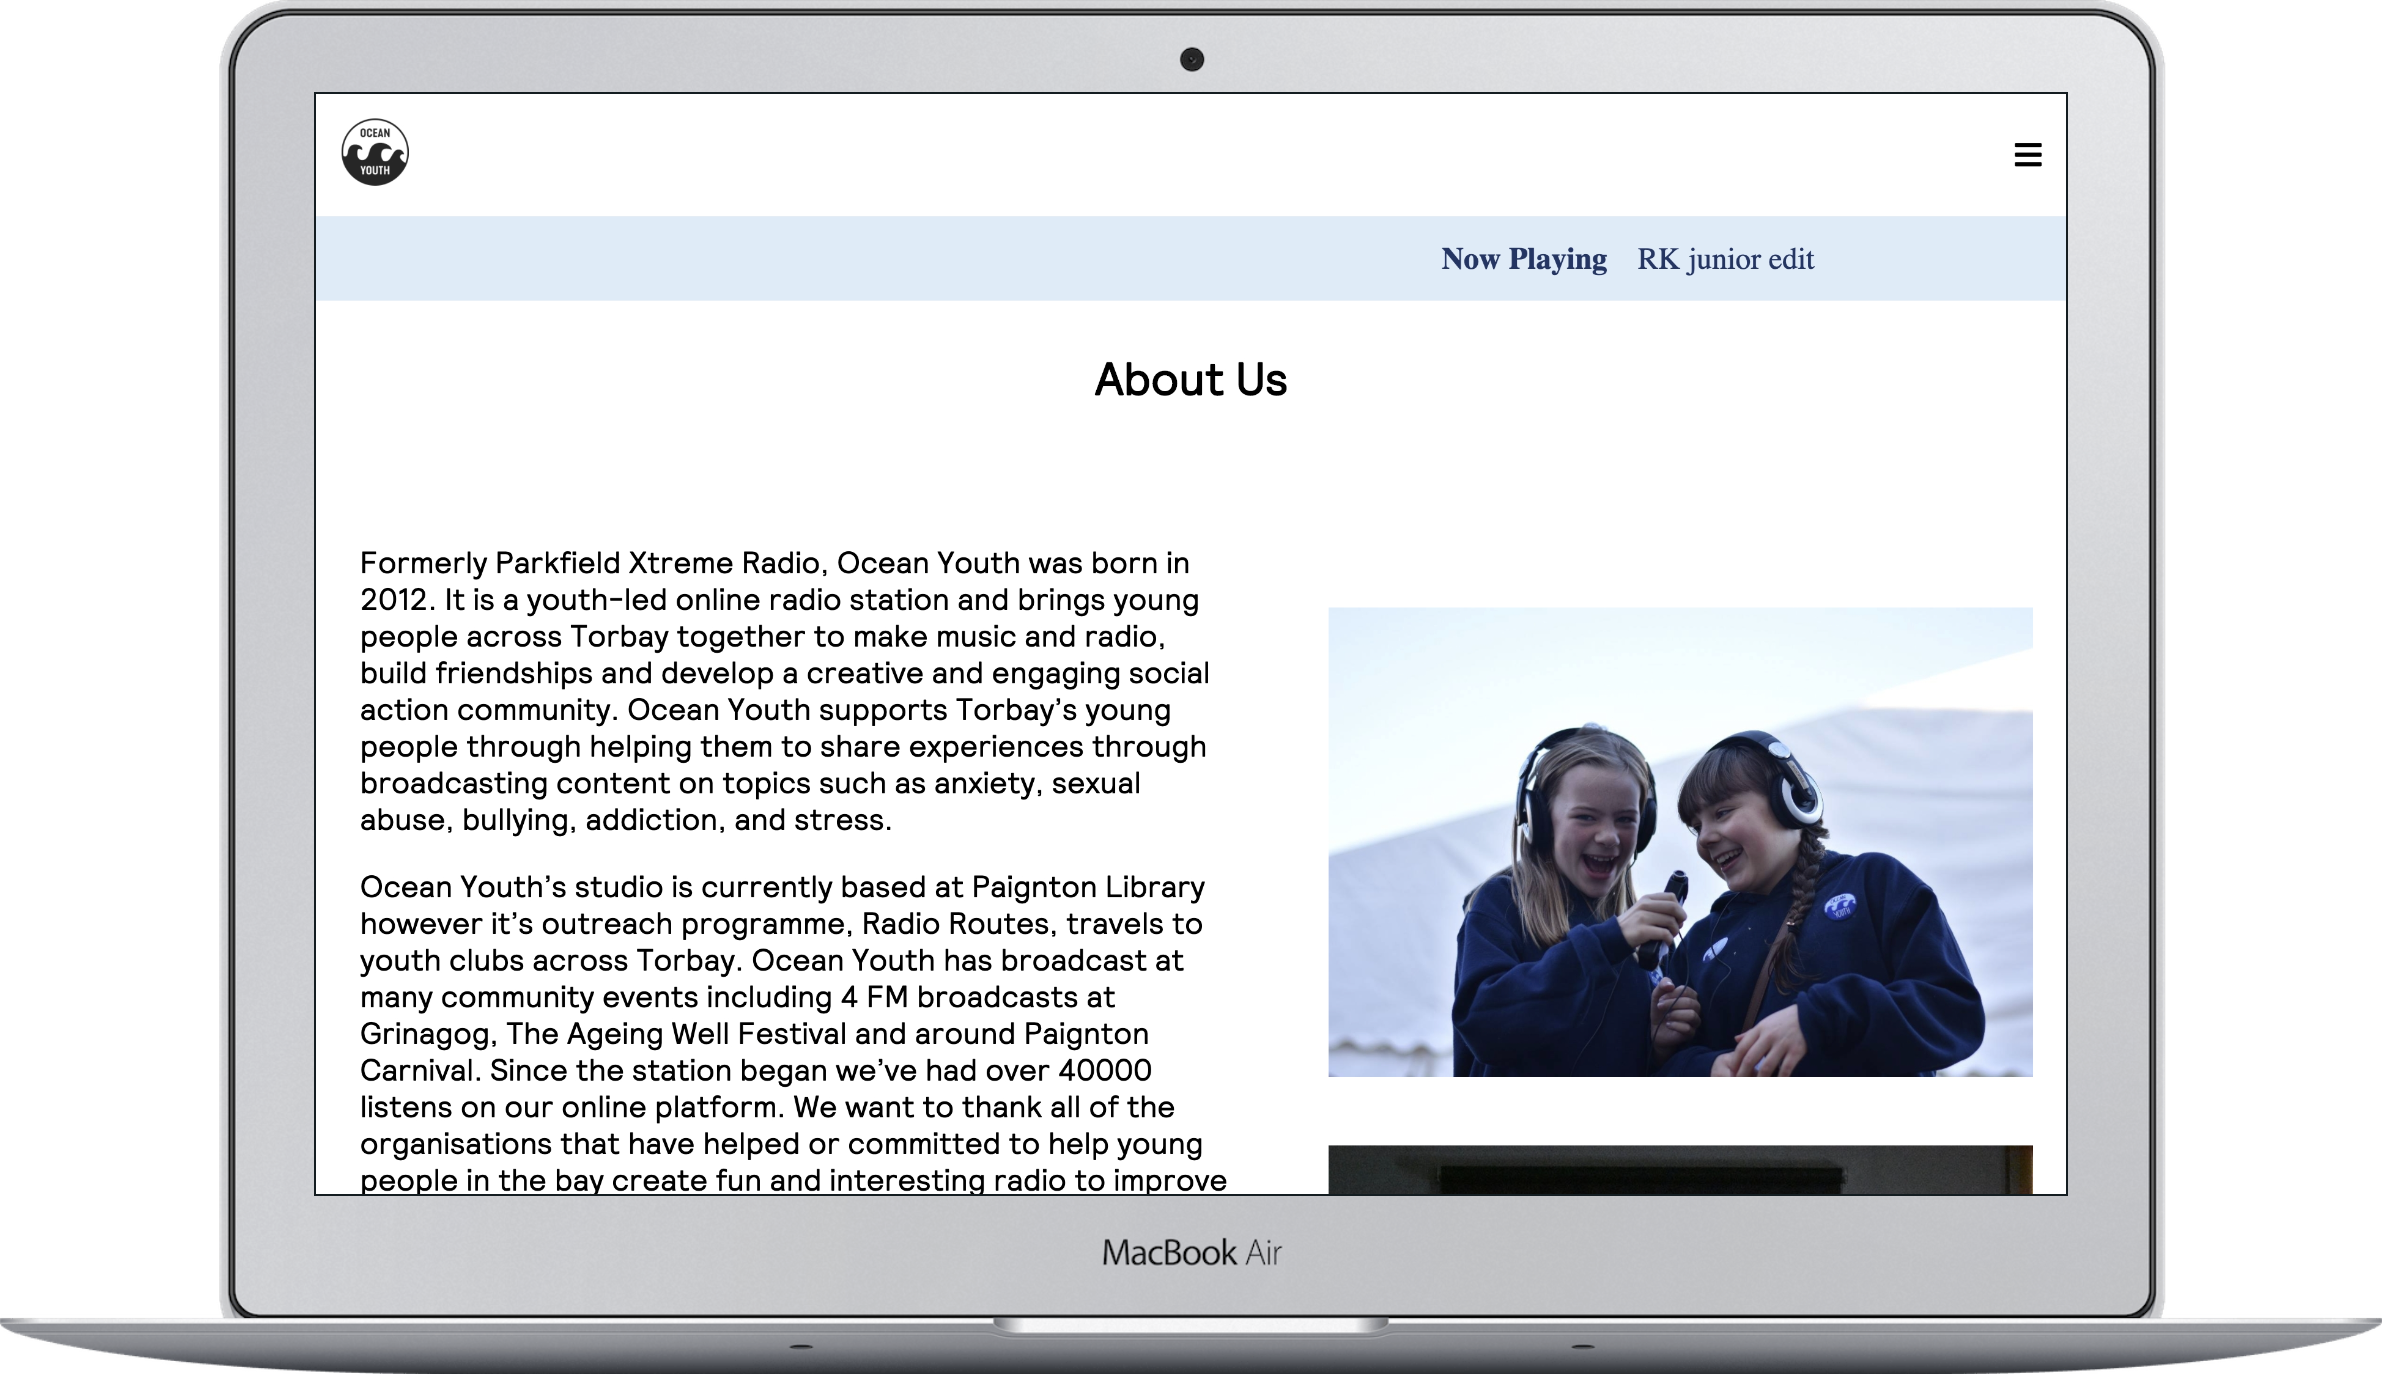 OCEAN
YOUTH
Now Playing RK junior edit
About Us
Formerly Parkfield Xtreme Radio, Ocean Youth was born in
2012. It is a youth-led online radio station and brings young
people across Torbay together to make music and radio,
build friendships and develop a creative and engaging social
action community. Ocean Youth supports Torbay’s young
people through helping them to share experiences through
broadcasting content on topics such as anxiety, sexual
abuse, bullying, addiction, and stress.
Ocean Youth’s studio is currently based at Paignton Library
however it’s outreach programme, Radio Routes, travels to
youth clubs across Torbay. Ocean Youth has broadcast at
many community events including 4 FM broadcasts at
Grinagog, The Ageing Well Festival and around Paignton
Carnival. Since the station began we’ve had over 40000
listens on our online platform. We want to thank all of the
organisations that have helped or committed to help young
people in the bay create fun and interesting radio to improve
YOUTH
MacBook Air